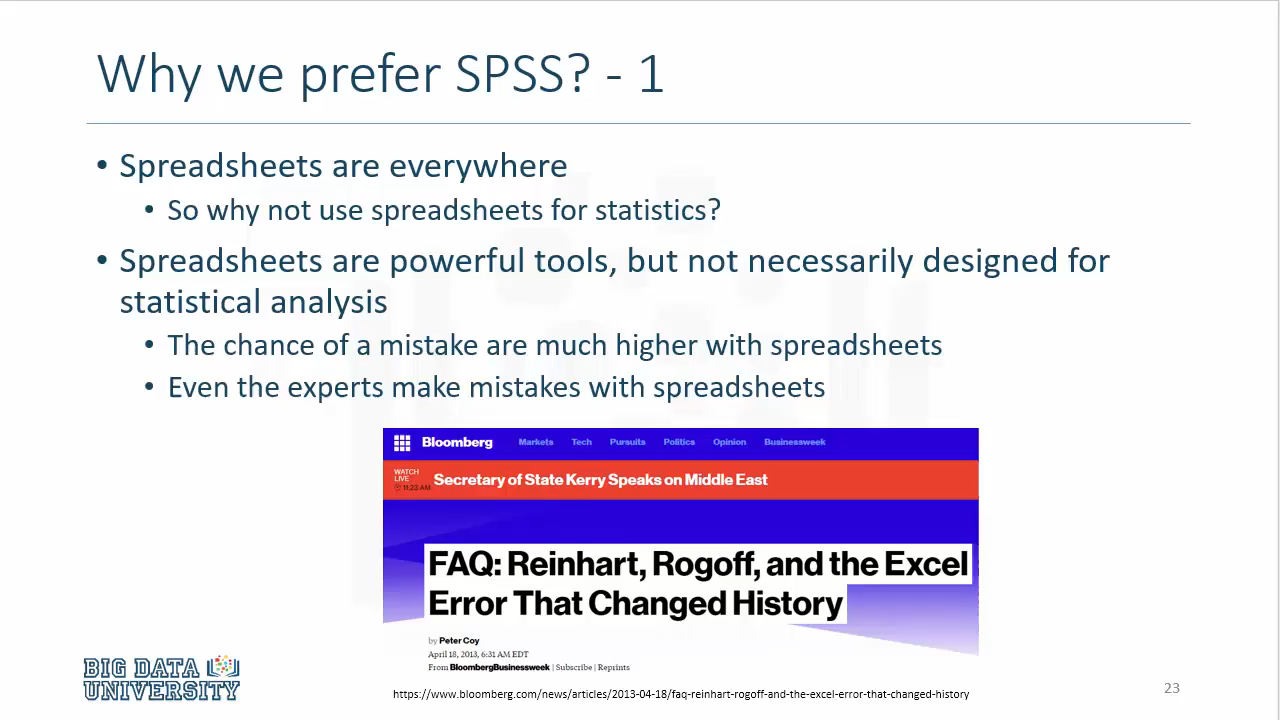 Why we prefer SPSS? - 1
• Spreadsheets are everywhere
• So why not use spreadsheets for statistics?
• Spreadsheets are powerful tools, but not necessarily designed for
statistical analysis
• The chance of a mistake are much higher with spreadsheets
• Even the experts make mistakes with spreadsheets
Bloomberg Markets Tech Pursuits Politics Opinion Businessweek
WATCH
LIVE
11:23 AM
Secretary of State Kerry Speaks on Middle East
FAQ: Reinhart, Rogoff, and the Excel
Error That Changed History
by Peter Coy
April 18, 2013, 6:31 AM EDT
From BloombergBusinessweek | Subscribe | Reprints
BIG DATA
UNIVERSITY
https://www.bloomberg.com/news/articles/2013-04-18/faq-reinhart-rogoff-and-the-excel-error-that-changed-history
23